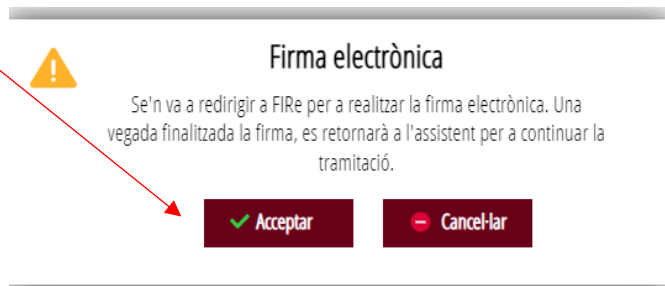 Firma electrònica
Se'n va a redirigir a FIRe per a realitzar la firma electrònica. Una
vegada finalitzada la firma, es retornarà a l'assistent per a continuar la
tramitació.
Acceptar
Cancel·lar